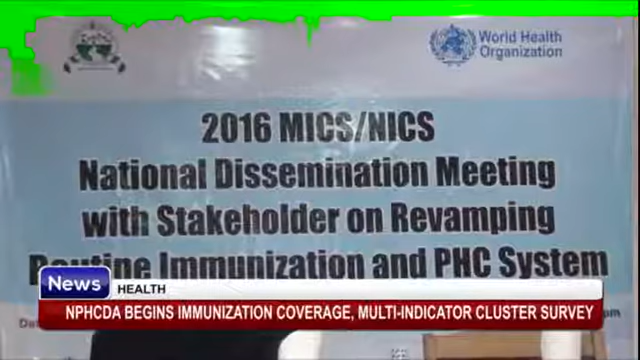 World Health
Organization
2016 MICS/NICS
National Dissemination Meeting
with Stakeholder on Revamping
Routine Immunization and PHC System
News
HEALTH
NPHCDA BEGINS IMMUNIZATION COVERAGE, MULTI-INDICATOR CLUSTER SURVEY